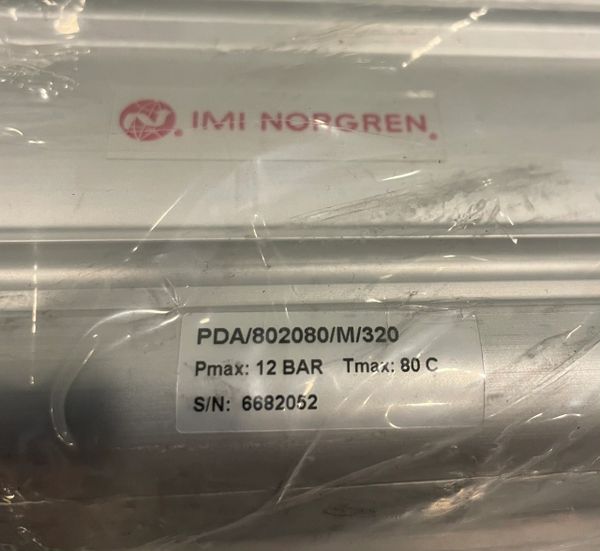 IMI NORGREN.
PDA/802080/M/320
Pmax: 12 BAR Tmax: 80 C
S/N: 6682052